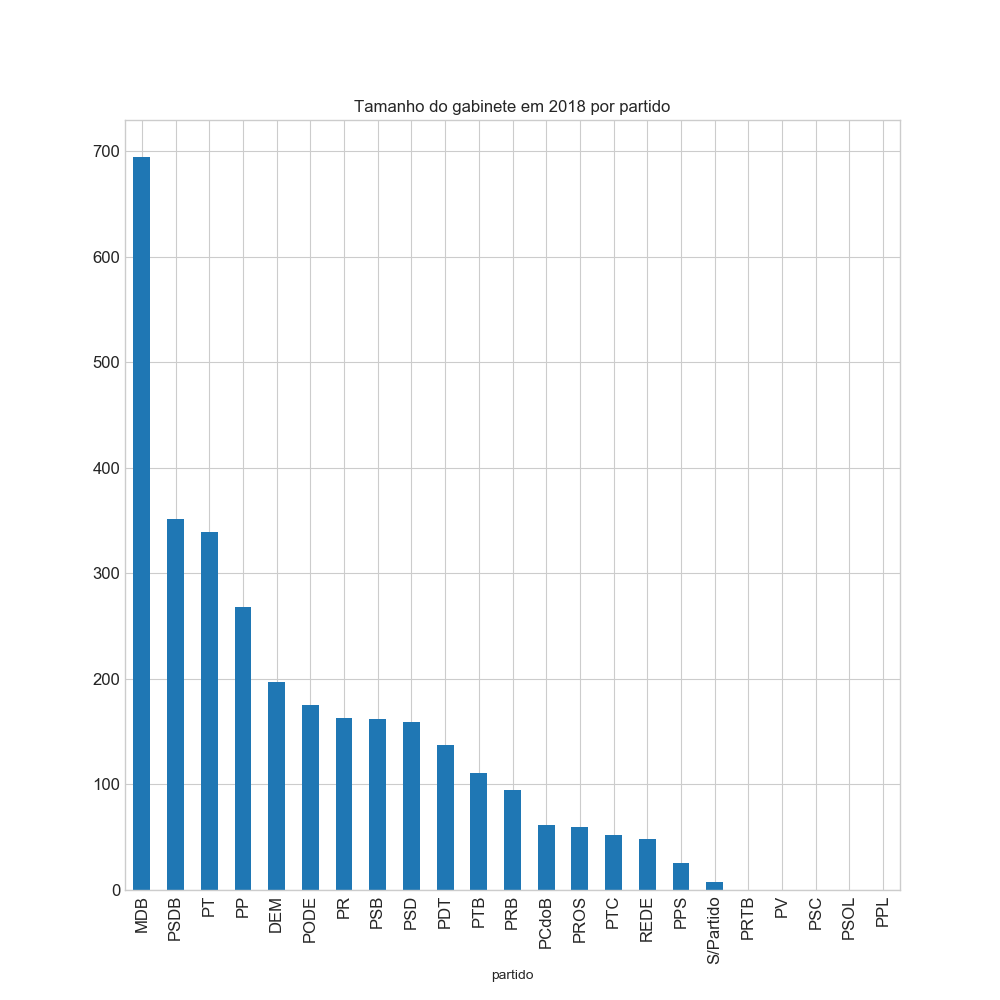 Tamanho do gabinete em 2018 por partido
700
600
500
400
300
200
100
0
MDB
PSDB
PT
PP
DEM
PODE
PR
PSB
PSD
PDT
PTB
PRB
PCdoB
PROS
PTC
REDE
PPS
S/Partido
PRTB
PV
PSC
PSOL
PPL
partido